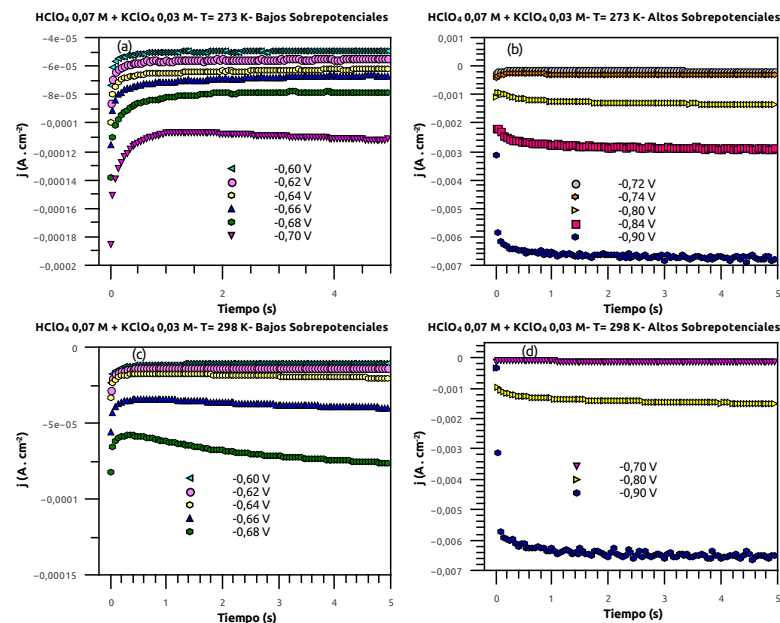 HClO₄ 0,07 M + KClO₄ 0,03 M- T= 273 K- Bajos Sobrepotenciales
(a)
j (A . cm⁻²)
-4e-05
-6e-05
-8e-05
-0,0001
-0,00012
-0,00014
-0,00016
-0,00018
-0,0002
-0,60 V
-0,62 V
-0,64 V
-0,66 V
-0,68 V
-0,70 V
0 1 2 3 4 5
Tiempo (s)
HClO₄ 0,07 M + KClO₄ 0,03 M- T= 273 K- Altos Sobrepotenciales
(b)
j (A . cm⁻²)
0,001
0
-0,001
-0,002
-0,003
-0,004
-0,005
-0,006
-0,007
-0,72 V
-0,74 V
-0,80 V
-0,84 V
-0,90 V
0 1 2 3 4 5
Tiempo (s)
HClO₄ 0,07 M + KClO₄ 0,03 M- T= 298 K- Bajos Sobrepotenciales
(c)
j (A . cm⁻²)
0
-5e-05
-0,0001
-0,00015
-0,60 V
-0,62 V
-0,64 V
-0,66 V
-0,68 V
0 1 2 3 4 5
Tiempo (s)
HClO₄ 0,07 M + KClO₄ 0,03 M- T= 298 K- Altos Sobrepotenciales
(d)
j (A . cm⁻²)
0
-0,001
-0,002
-0,003
-0,004
-0,005
-0,006
-0,007
-0,70 V
-0,80 V
-0,90 V
0 1 2 3 4 5
Tiempo (s)